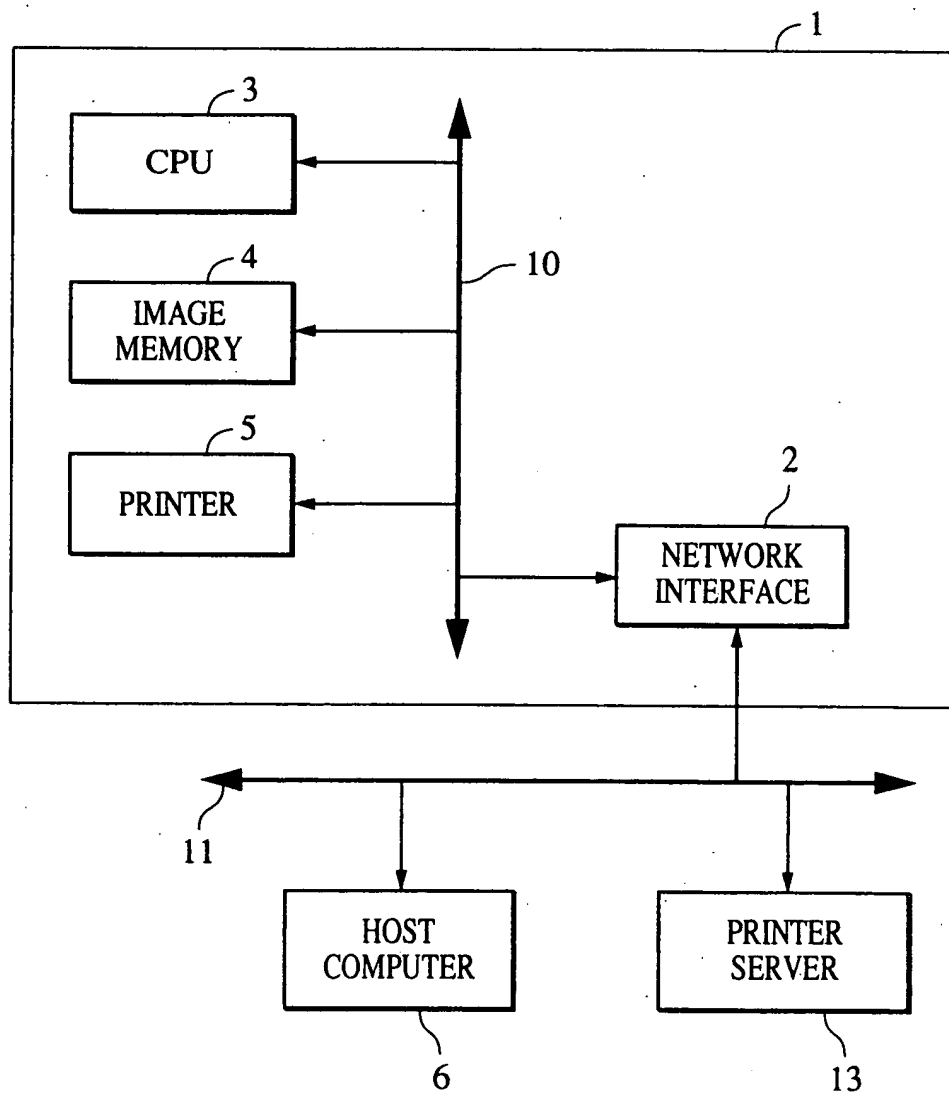 1
3
CPU
4
IMAGE
MEMORY
10
5
PRINTER
2
NETWORK
INTERFACE
11
HOST
COMPUTER
6
PRINTER
SERVER
13